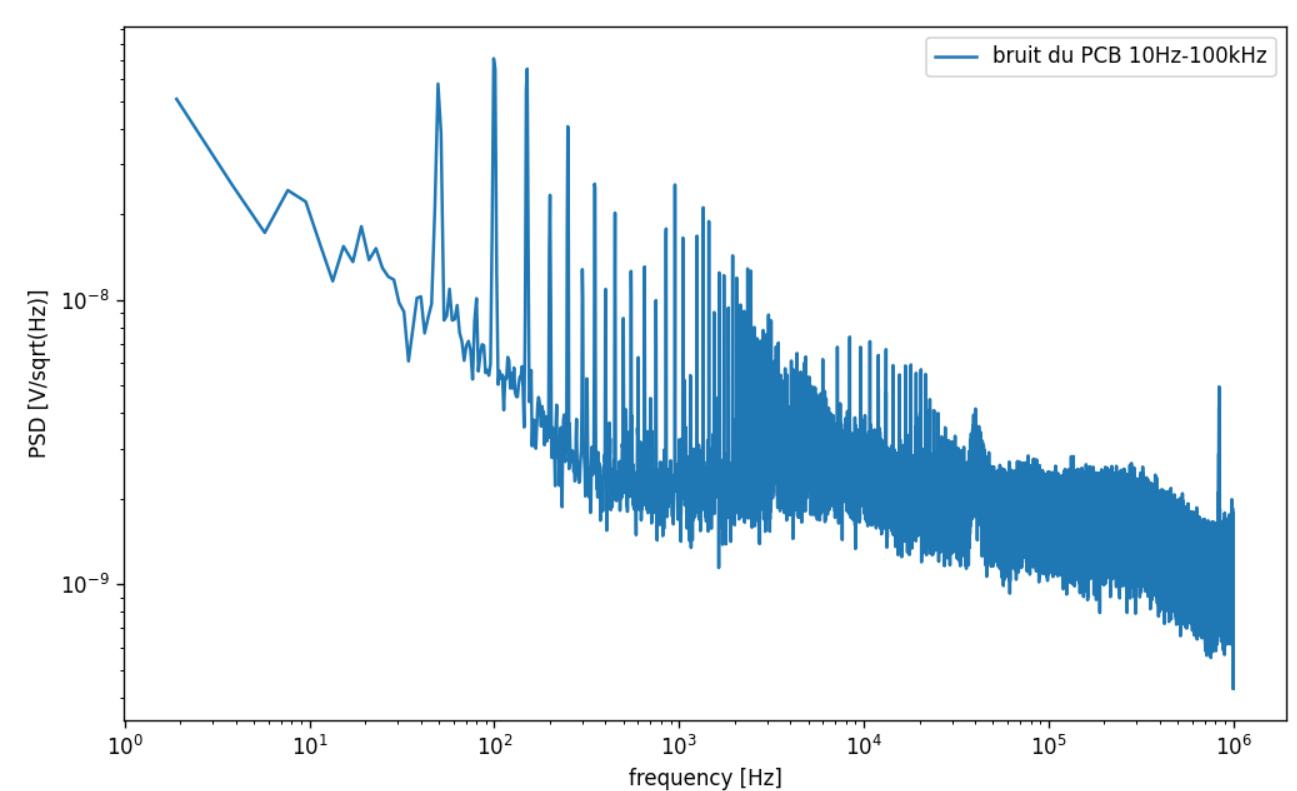 bruit du PCB 10Hz-100kHz
PSD [V/sqrt(Hz)]
10⁻⁸
10⁻⁹
10⁰ 10¹ 10² 10³ 10⁴ 10⁵ 10⁶
frequency [Hz]